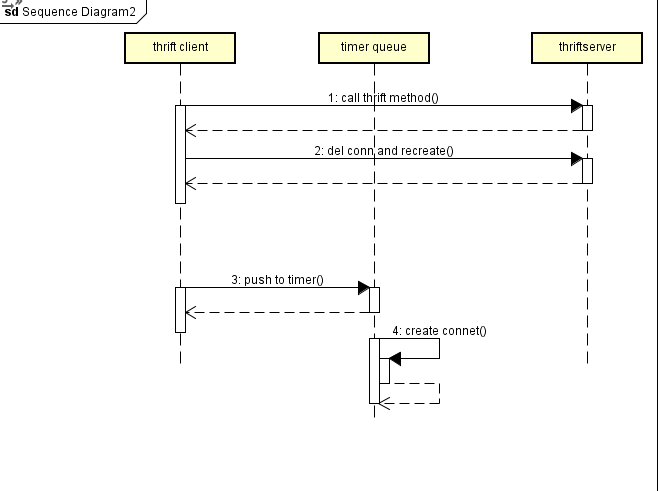 sd Sequence Diagram2
thrift client
timer queue
thriftserver
1: call thrift method()
2: del conn and recreate()
3: push to timer()
4: create connet()